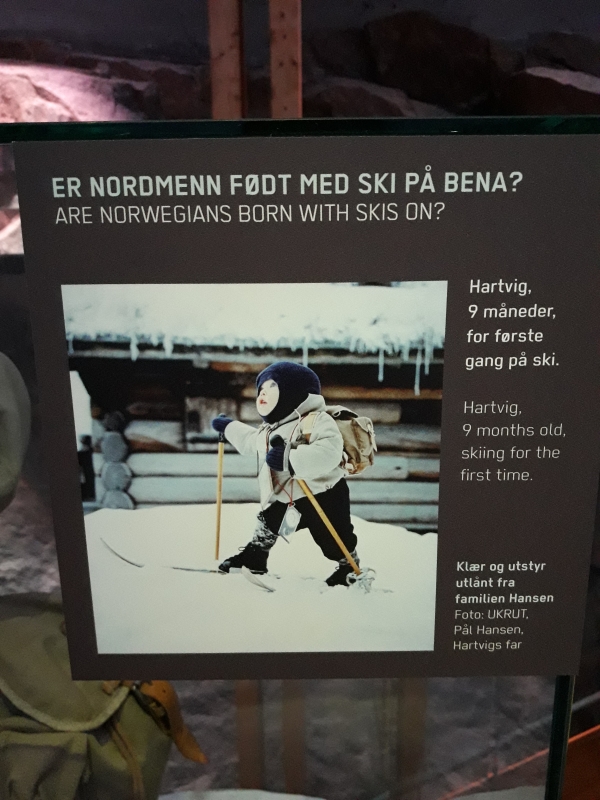 ER NORDMENN FØDT MED SKI PÅ BENA?
ARE NORWEGIANS BORN WITH SKIS ON?
Hartvig,
9 måneder,
for første
gang på ski.
Hartvig,
9 months old,
skiing for the
first time.
Klær og utstyr
utlånt fra
familien Hansen
Foto: UKRUT,
Pål Hansen,
Hartvigs far